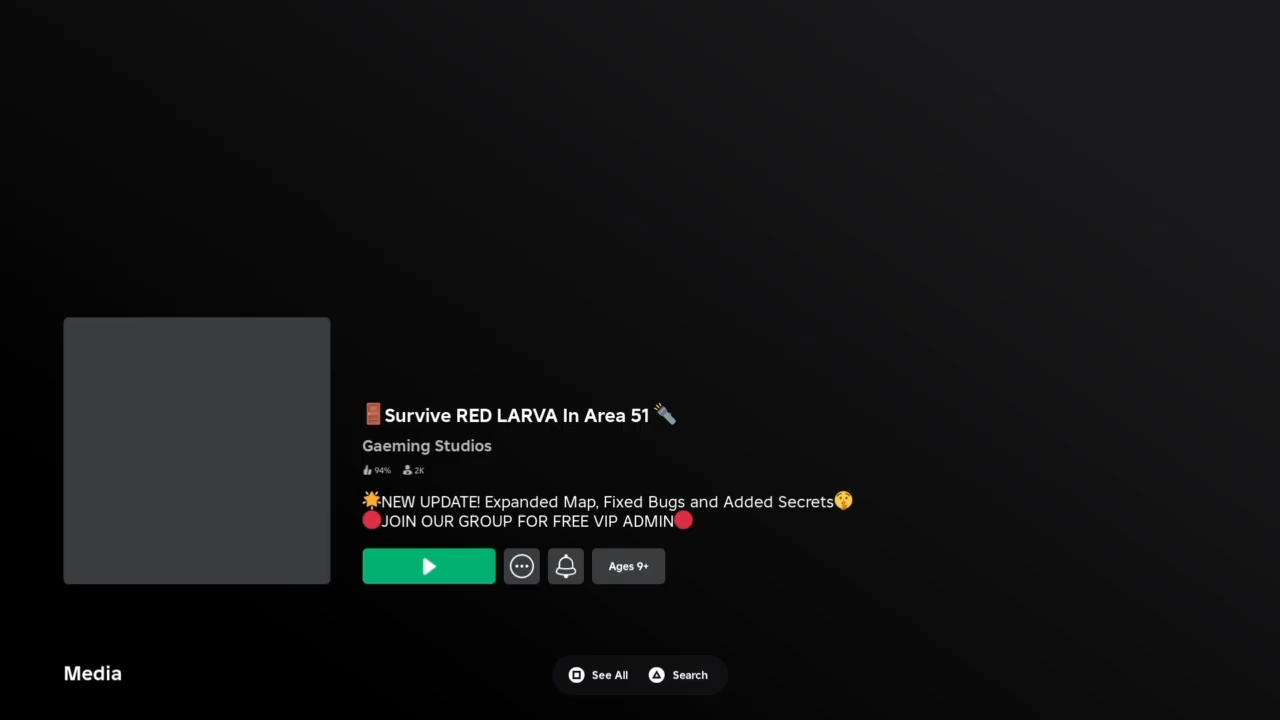 Survive RED LARVA In Area 51
Gaeming Studios
94% 2K
NEW UPDATE! Expanded Map, Fixed Bugs and Added Secrets
JOIN OUR GROUP FOR FREE VIP ADMIN
Ages 9+
Media
See All
Search